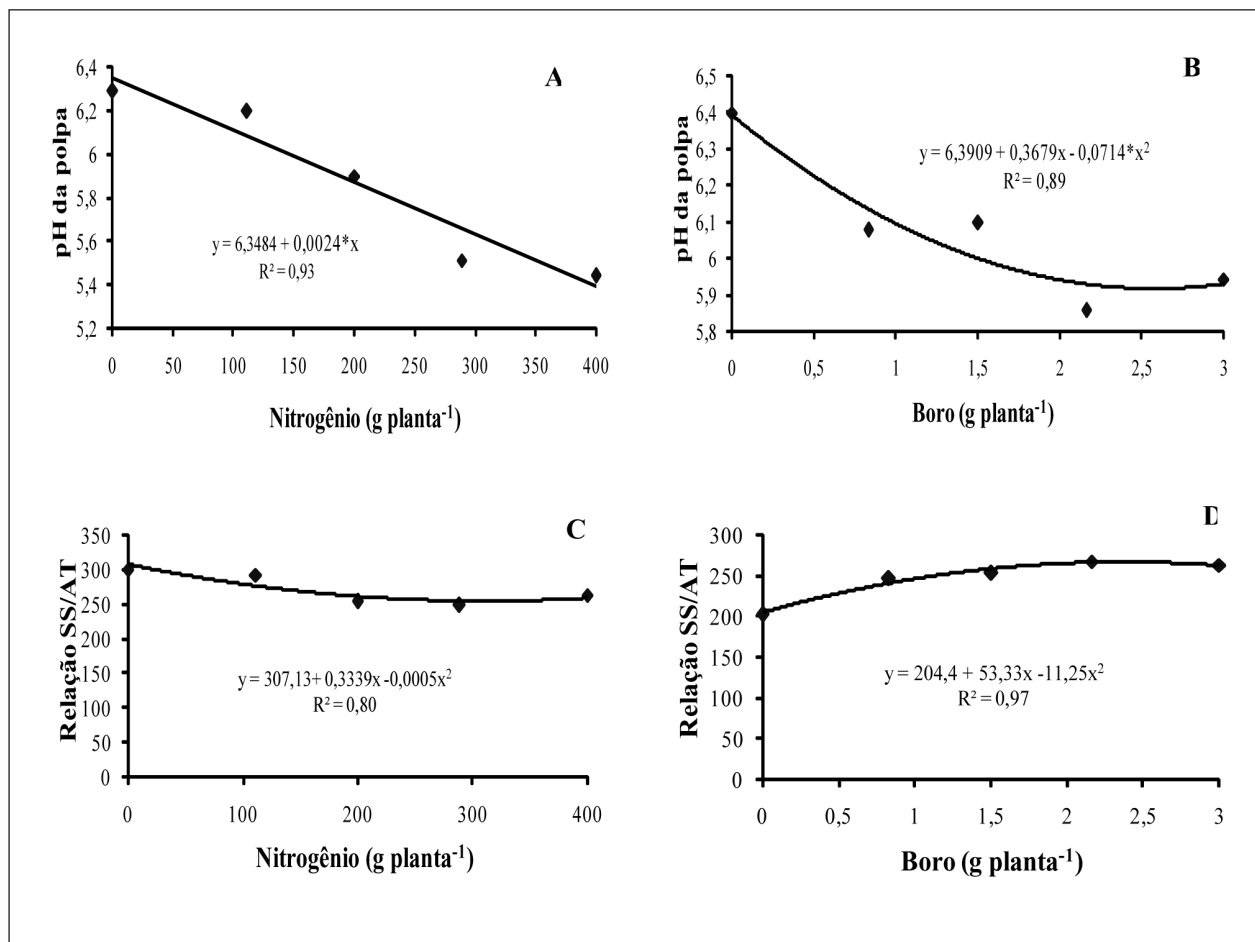 A
6,4
6,2
6
5,8
5,6
5,4
5,2
pH da polpa
y = 6,3484 + 0,0024*x
R² = 0,93
0 50 100 150 200 250 300 350 400
Nitrogênio (g planta⁻¹)
B
6,5
6,4
6,3
6,2
6,1
6
5,9
5,8
pH da polpa
y = 6,3909 + 0,3679x - 0,0714*x²
R² = 0,89
0 0,5 1 1,5 2 2,5 3
Boro (g planta⁻¹)
C
350
300
250
200
150
100
50
0
Relação SS/AT
y = 307,13+ 0,3339x -0,0005x²
R² = 0,80
0 100 200 300 400
Nitrogênio (g planta⁻¹)
D
300
250
200
150
100
50
0
Relação SS/AT
y = 204,4 + 53,33x -11,25x²
R² = 0,97
0 0,5 1 1,5 2 2,5 3
Boro (g planta⁻¹)